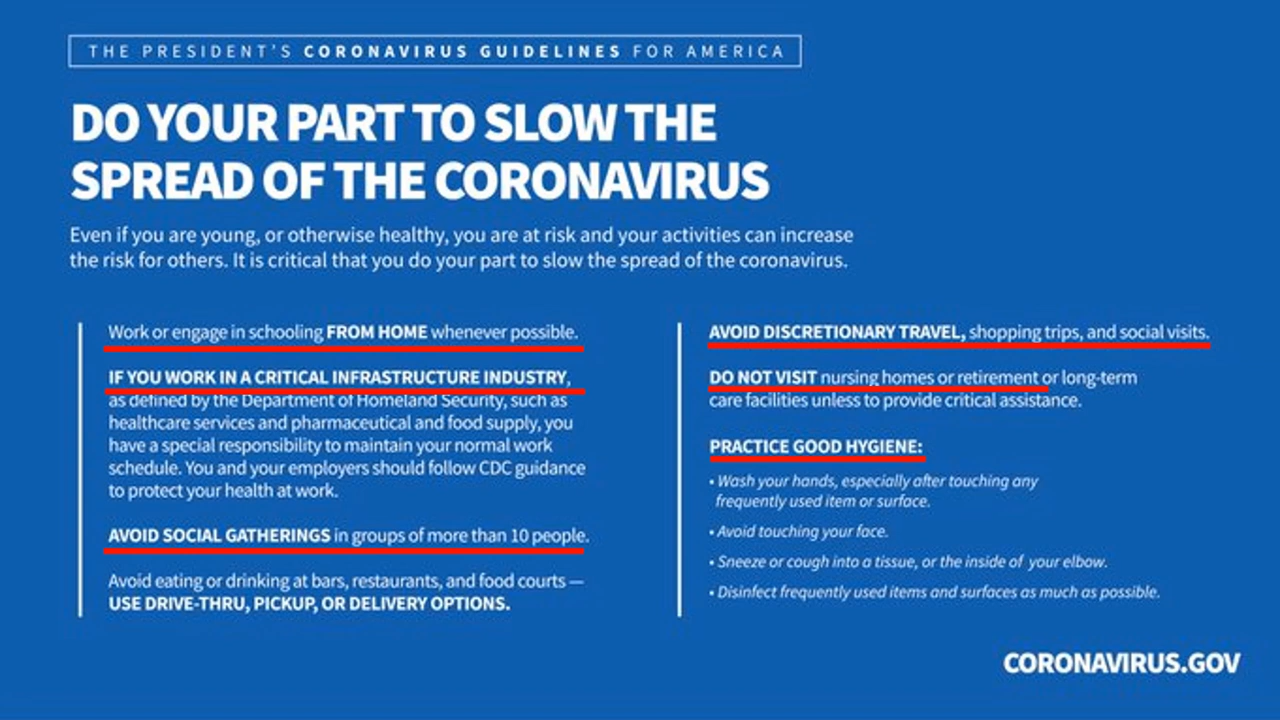 THE PRESIDENT'S CORONAVIRUS GUIDELINES FOR AMERICA
DO YOUR PART TO SLOW THE
SPREAD OF THE CORONAVIRUS
Even if you are young, or otherwise healthy, you are at risk and your activities can increase
the risk for others. It is critical that you do your part to slow the spread of the coronavirus.
Work or engage in schooling FROM HOME whenever possible.
IF YOU WORK IN A CRITICAL INFRASTRUCTURE INDUSTRY,
as defined by the Department of Homeland Security, such as
healthcare services and pharmaceutical and food supply, you
have a special responsibility to maintain your normal work
schedule. You and your employers should follow CDC guidance
to protect your health at work.
AVOID SOCIAL GATHERINGS in groups of more than 10 people.
Avoid eating or drinking at bars, restaurants, and food courts —
USE DRIVE-THRU, PICKUP, OR DELIVERY OPTIONS.
AVOID DISCRETIONARY TRAVEL, shopping trips, and social visits.
DO NOT VISIT nursing homes or retirement or long-term
care facilities unless to provide critical assistance.
PRACTICE GOOD HYGIENE:
• Wash your hands, especially after touching any
frequently used item or surface.
• Avoid touching your face.
• Sneeze or cough into a tissue, or the inside of your elbow.
• Disinfect frequently used items and surfaces as much as possible.
CORONAVIRUS.GOV